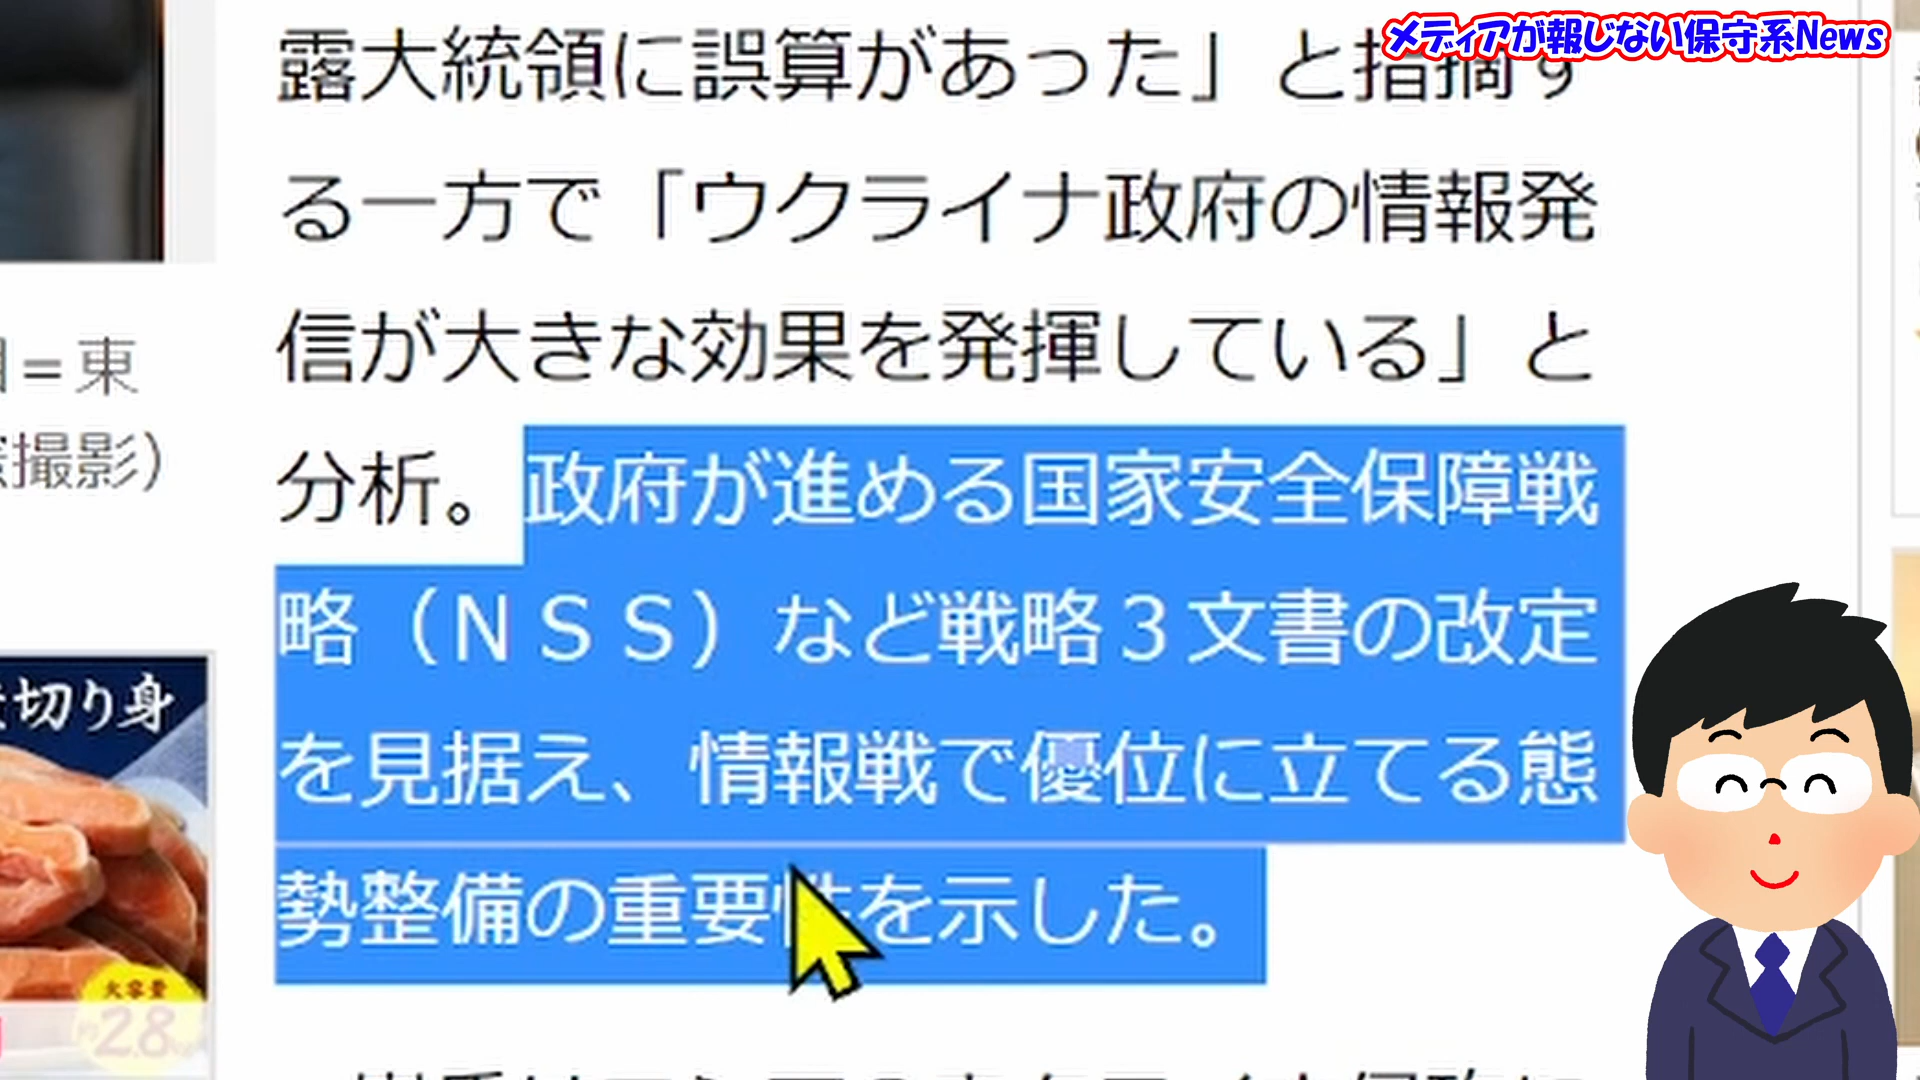 メディアが報じない保守系News
露大統領に誤算があった」と指摘す
る一方で「ウクライナ政府の情報発
信が大きな効果を発揮している」と
分析。政府が進める国家安全保障戦
略（ＮＳＳ）など戦略３文書の改定
を見据え、情報戦で優位に立てる態
勢整備の重要性を示した。
＝東
撮影）
切り身
大容量
約2.8